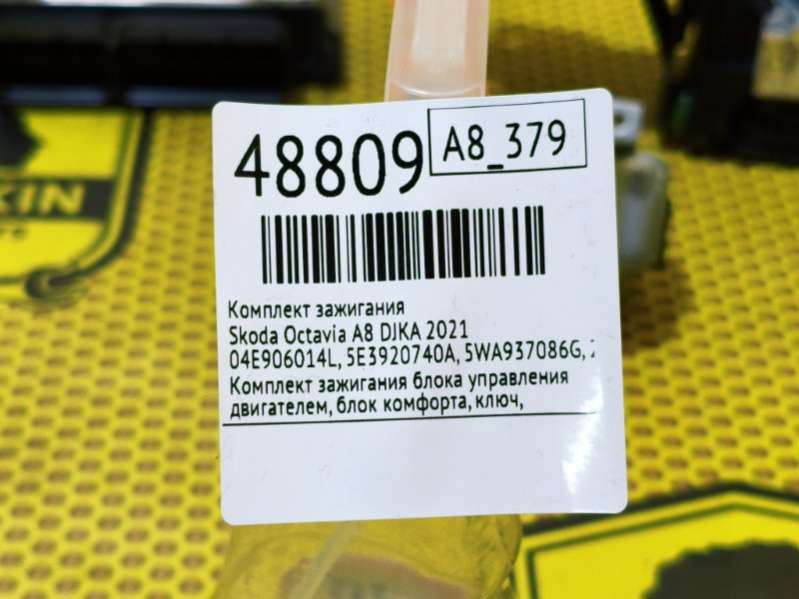 48809
A8_379
Комплект зажигания
Skoda Octavia A8 DJKA 2021
04E906014L, 5E3920740A, 5WA937086G,
Комплект зажигания блока управления
двигателем, блок комфорта, ключ,
KIN